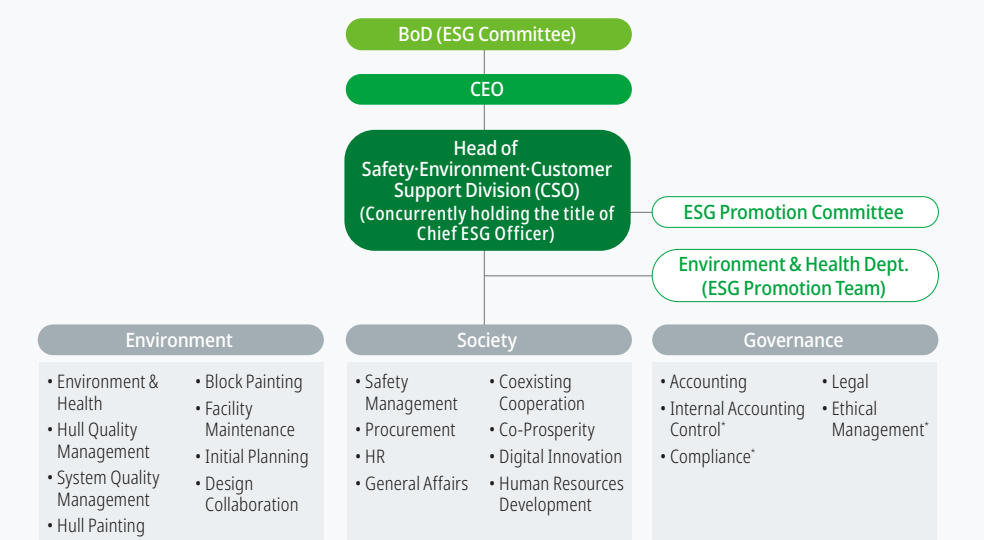 BoD (ESG Committee)
CEO
Head of
Safety·Environment·Customer
Support Division (CSO)
(Concurrently holding the title of
Chief ESG Officer)
ESG Promotion Committee
Environment & Health Dept.
(ESG Promotion Team)
Environment
• Environment &
Health
• Hull Quality
Management
• System Quality
Management
• Hull Painting
• Block Painting
• Facility
Maintenance
• Initial Planning
• Design
Collaboration
Society
• Safety
Management
• Procurement
• HR
• General Affairs
• Coexisting
Cooperation
• Co-Prosperity
• Digital Innovation
• Human Resources
Development
Governance
• Accounting
• Internal Accounting
Control*
• Compliance*
• Legal
• Ethical
Management*